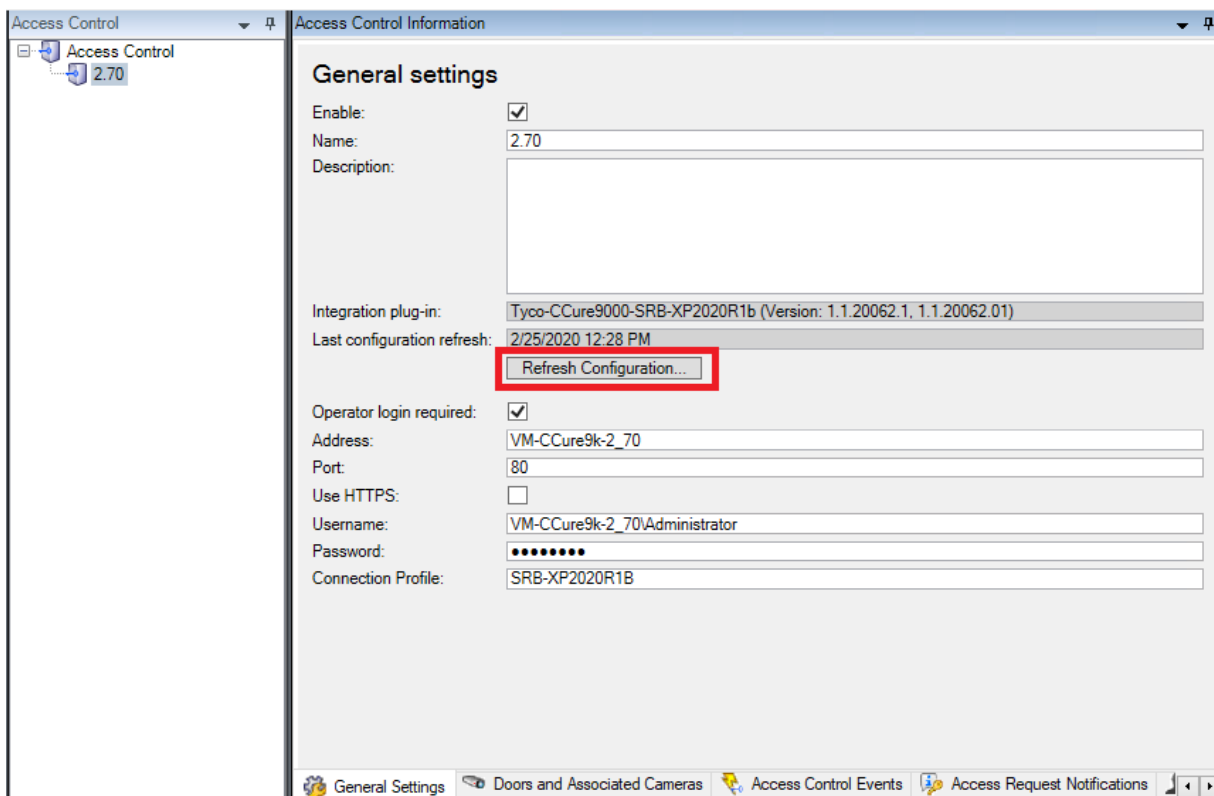 Access Control
Access Control
2.70
Access Control Information
General settings
Enable:
Name: 2.70
Description:
Integration plug-in: Tyco-CCure9000-SRB-XP2020R1b (Version: 1.1.20062.1, 1.1.20062.01)
Last configuration refresh: 2/25/2020 12:28 PM
Refresh Configuration...
Operator login required:
Address: VM-CCure9k-2_70
Port: 80
Use HTTPS:
Username: VM-CCure9k-2_70\Administrator
Password: ●●●●●●●●
Connection Profile: SRB-XP2020R1B
General Settings Doors and Associated Cameras Access Control Events Access Request Notifications